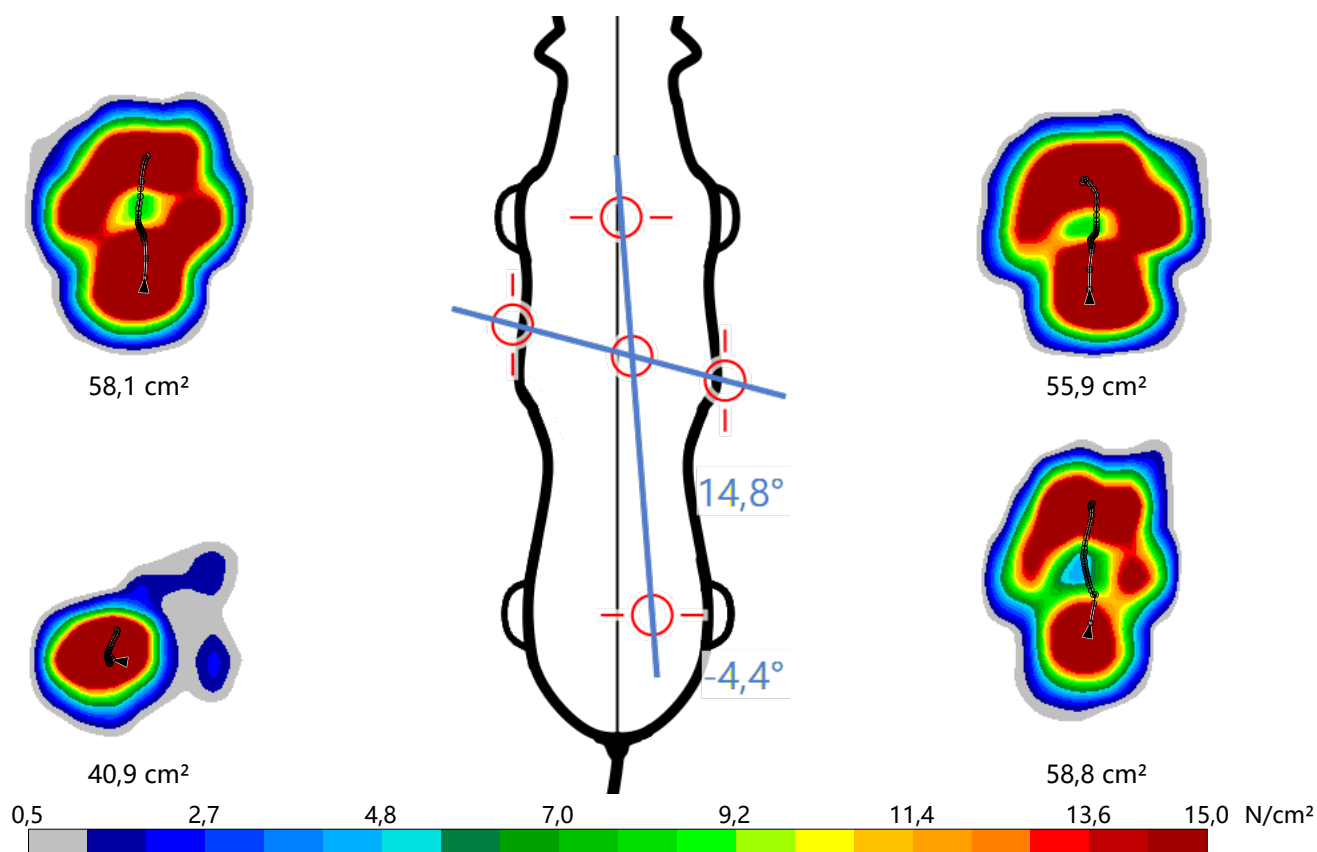 58,1 cm²
55,9 cm²
14,8°
-4,4°
40,9 cm²
58,8 cm²
0,5 2,7 4,8 7,0 9,2 11,4 13,6 15,0 N/cm²